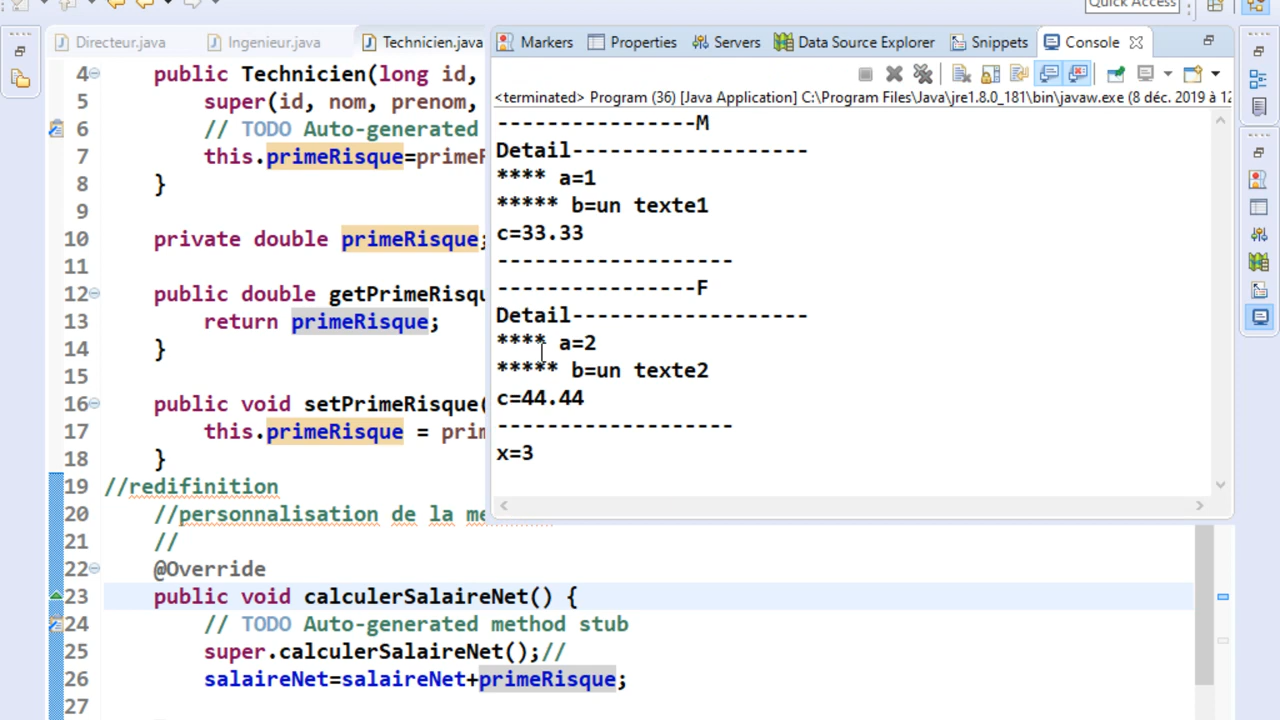 Quick Access
Directeur.java
Ingenieur.java
Technicien.java
Markers
Properties
Servers
Data Source Explorer
Snippets
Console
<terminated> Program (36) [Java Application] C:\Program Files\Java\jre1.8.0_181\bin\javaw.exe (8 déc. 2019 à 12
4 public Technicien(long id,
5 super(id, nom, prenom,
6 // TODO Auto-generated
7 this.primeRisque=primeR
8 }
9
10 private double primeRisque;
11
12 public double getPrimeRisqu
13 return primeRisque;
14 }
15
16 public void setPrimeRisque(
17 this.primeRisque = prim
18 }
19 //redifinition
20 //personnalisation de la me
21 //
22 @Override
23 public void calculerSalaireNet() {
24 // TODO Auto-generated method stub
25 super.calculerSalaireNet();//
26 salaireNet=salaireNet+primeRisque;
27
----------------M
Detail-------------------
**** a=1
***** b=un texte1
c=33.33
-------------------
----------------F
Detail-------------------
**** a=2
***** b=un texte2
c=44.44
-------------------
x=3